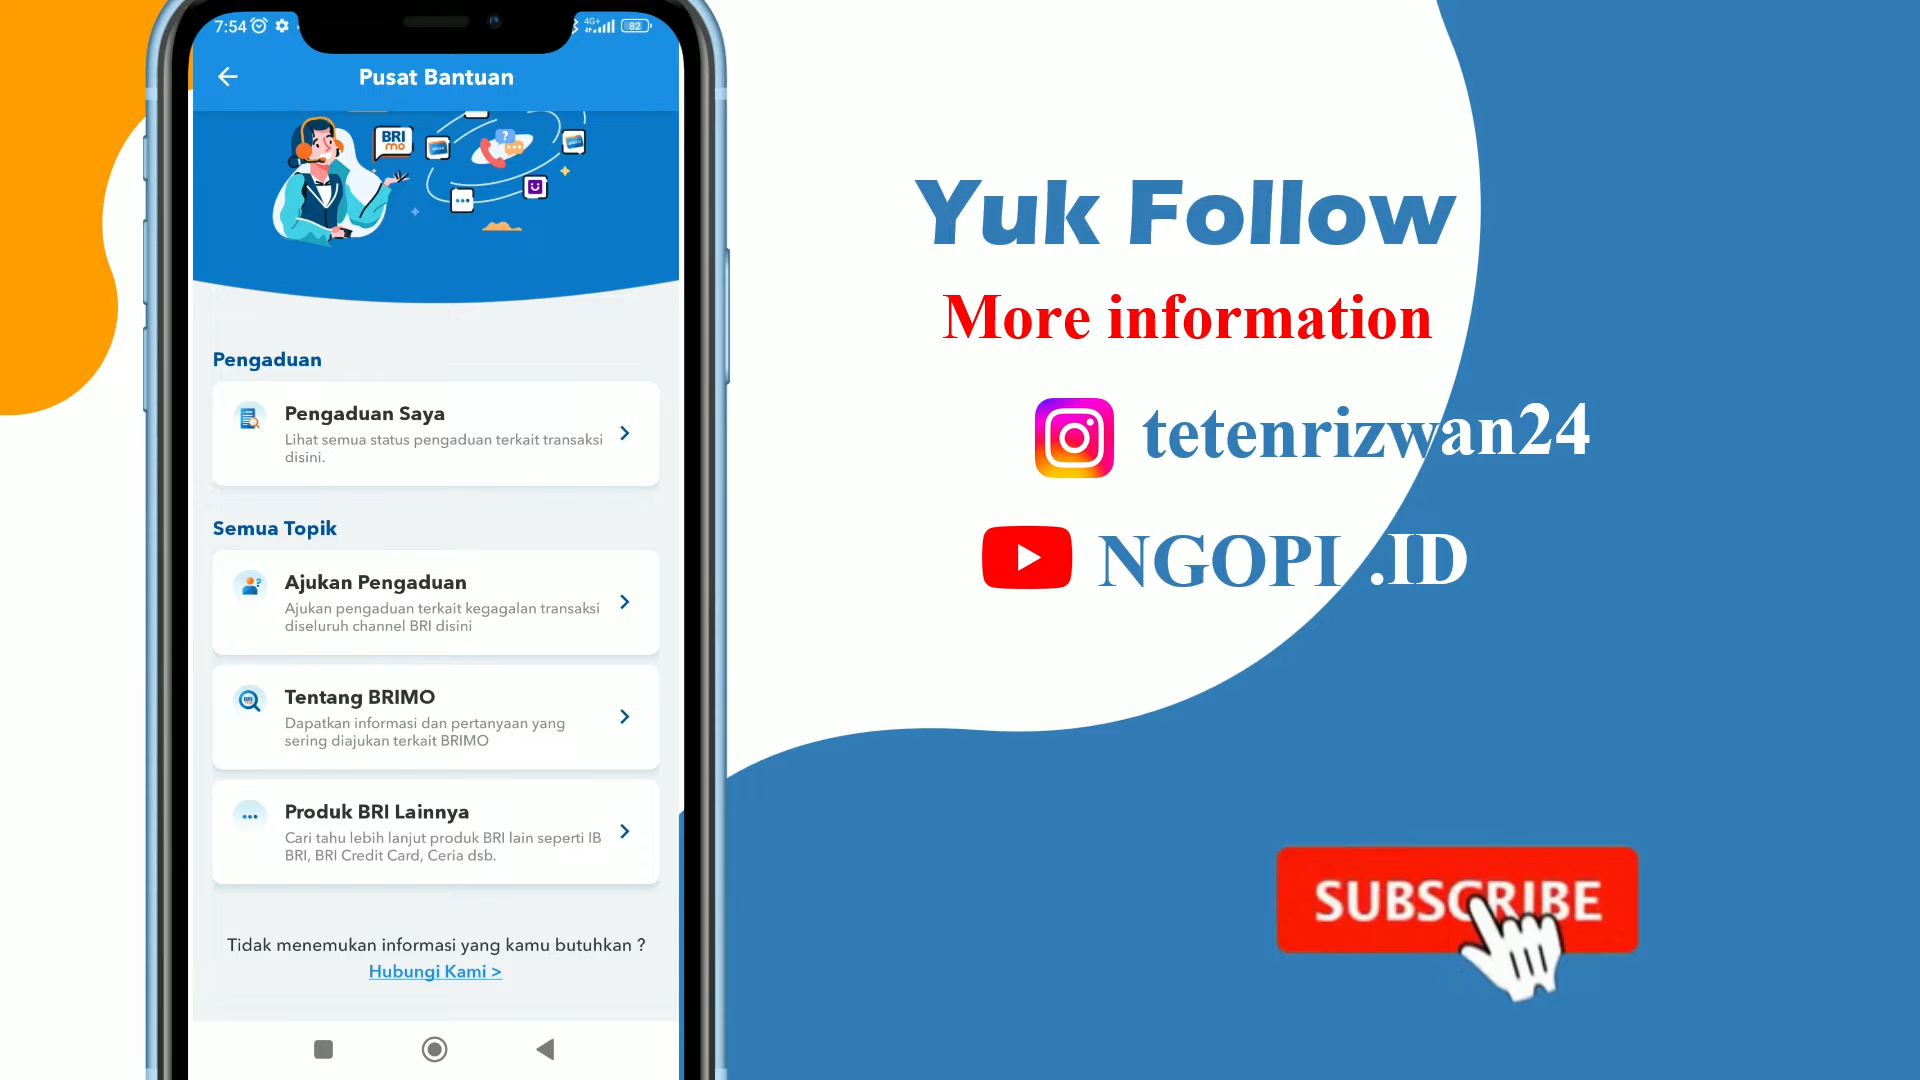 7:54
4G+
82
Pusat Bantuan
BRI
mo
Pengaduan
Pengaduan Saya
Lihat semua status pengaduan terkait transaksi
disini.
Semua Topik
Ajukan Pengaduan
Ajukan pengaduan terkait kegagalan transaksi
diseluruh channel BRI disini
Tentang BRIMO
Dapatkan informasi dan pertanyaan yang
sering diajukan terkait BRIMO
Produk BRI Lainnya
Cari tahu lebih lanjut produk BRI lain seperti IB
BRI, BRI Credit Card, Ceria dsb.
Tidak menemukan informasi yang kamu butuhkan ?
Hubungi Kami >
Yuk Follow
More information
tetenrizwan24
NGOPI .ID
SUBSCRIBE